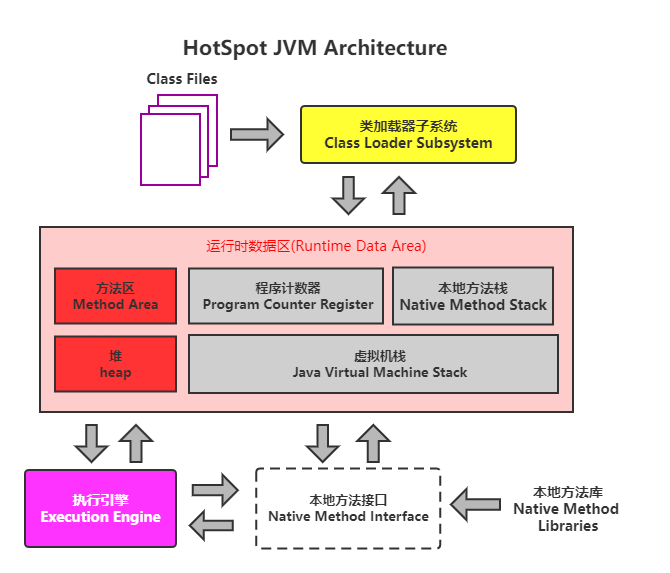 HotSpot JVM Architecture
Class Files
类加载器子系统
Class Loader Subsystem
运行时数据区(Runtime Data Area)
方法区
Method Area
程序计数器
Program Counter Register
本地方法栈
Native Method Stack
堆
heap
虚拟机栈
Java Virtual Machine Stack
执行引擎
Execution Engine
本地方法接口
Native Method Interface
本地方法库
Native Method
Libraries